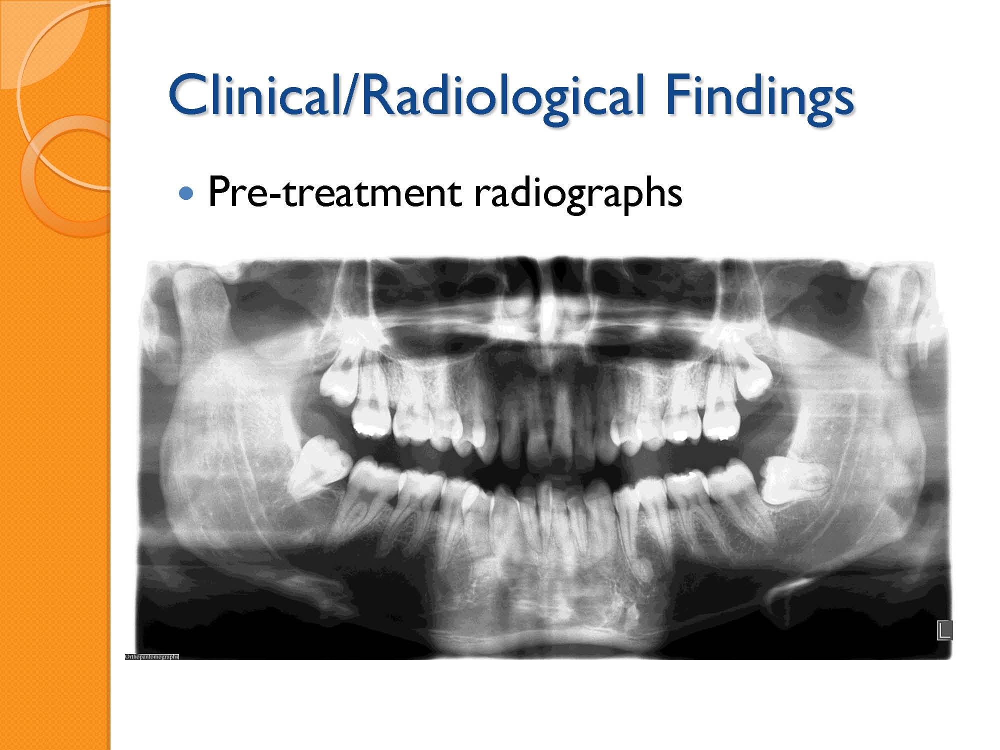 Clinical/Radiological Findings
• Pre-treatment radiographs
L
Orthopantomograph